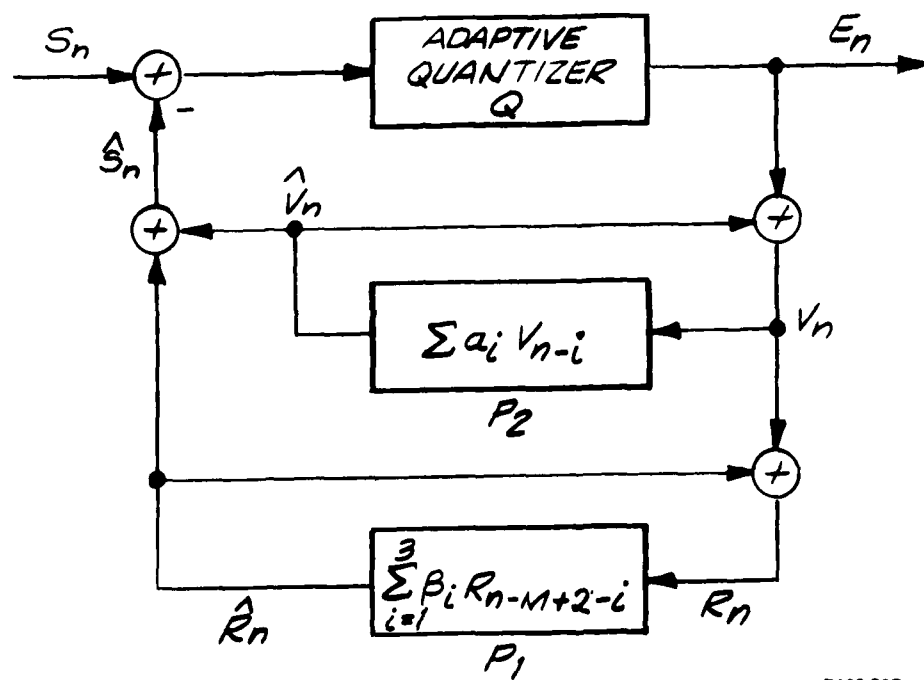 Sn
ADAPTIVE
QUANTIZER
Q
En
+
-
Ŝn
V̂n
+
+
Σ ai Vn-i
Vn
P2
+
3
Σ βi Rn-M+2-i
i=1
R̂n
Rn
P1